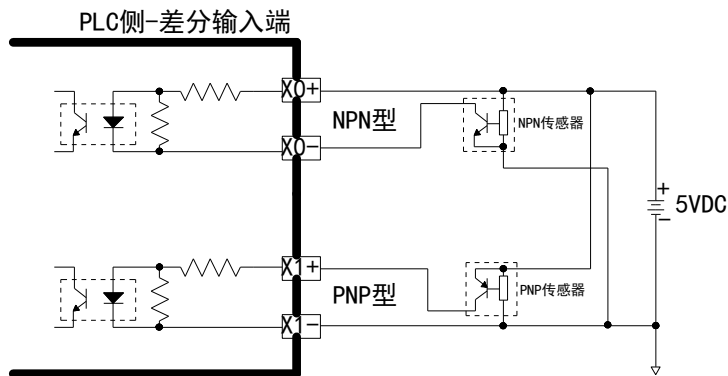 PLC侧-差分输入端
X0+
NPN型
NPN传感器
X0-
+
5VDC
-
X1+
PNP型
PNP传感器
X1-